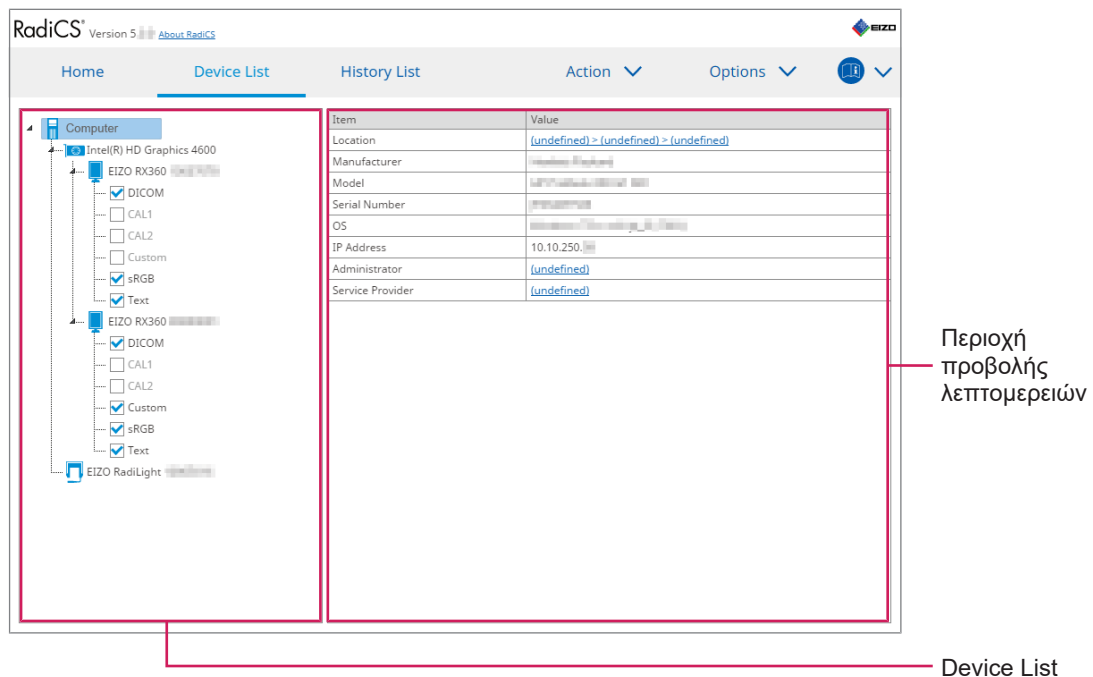 RadiCS® Version 5. About RadiCS
EIZO
Home Device List History List Action Options
Computer
Intel(R) HD Graphics 4600
EIZO RX360
DICOM
CAL1
CAL2
Custom
sRGB
Text
EIZO RX360
DICOM
CAL1
CAL2
Custom
sRGB
Text
EIZO RadiLight
Item Value
Location (undefined) > (undefined) > (undefined)
Manufacturer
Model
Serial Number
OS
IP Address 10.10.250.
Administrator (undefined)
Service Provider (undefined)
Περιοχή
προβολής
λεπτομερειών
Device List